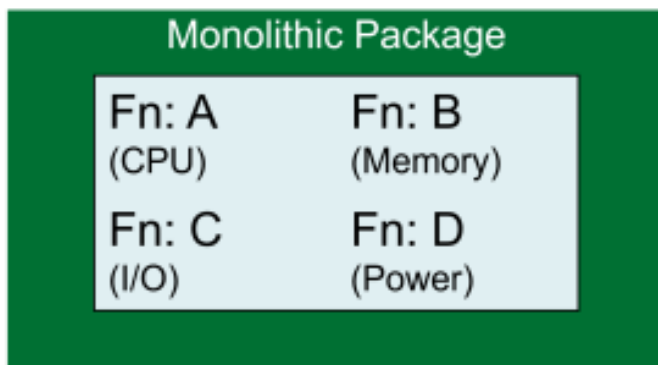 Monolithic Package
Fn: A
Fn: B
(CPU)
(Memory)
Fn: C
Fn: D
(I/O)
(Power)